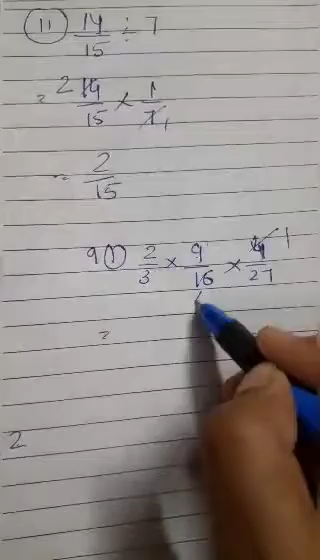 (11) 14/15 ÷ 7
= 2 14/15 × 1/7 1
= 2/15
9 (1) 2/3 × 9/16 × 4/27 1
=
2